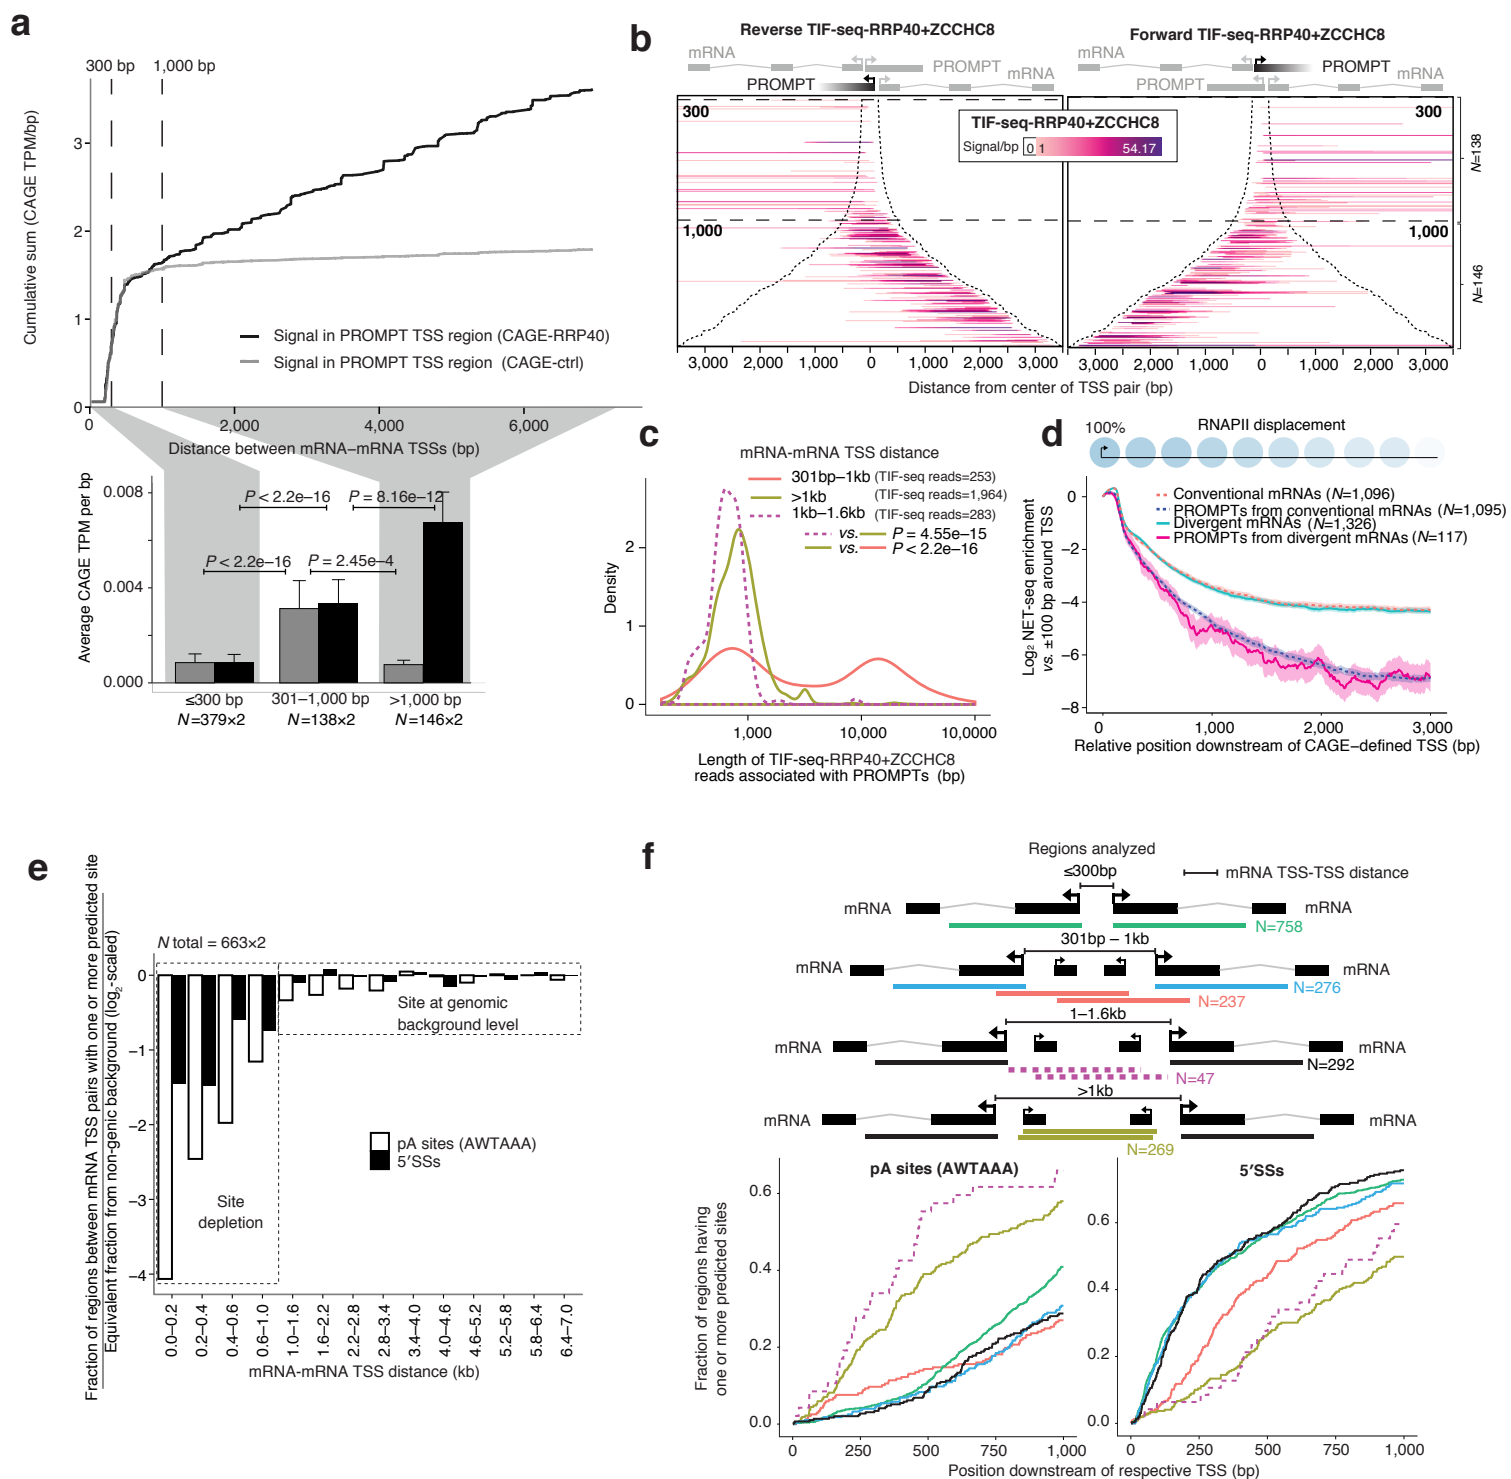 a
300 bp
1,000 bp
Cumulative sum (CAGE TPM/bp)
3
2
1
0
Signal in PROMPT TSS region (CAGE-RRP40)
Signal in PROMPT TSS region (CAGE-ctrl)
0
2,000
4,000
6,000
Distance between mRNA–mRNA TSSs (bp)
Average CAGE TPM per bp
0.008
0.004
0.000
P < 2.2e−16
P = 8.16e−12
P < 2.2e−16
P = 2.45e−4
≤300 bp
301–1,000 bp
>1,000 bp
N=379×2
N=138×2
N=146×2
b
Reverse TIF-seq-RRP40+ZCCHC8
Forward TIF-seq-RRP40+ZCCHC8
mRNA
PROMPT
mRNA
PROMPT
mRNA
PROMPT
PROMPT
mRNA
300
1,000
300
1,000
TIF-seq-RRP40+ZCCHC8
Signal/bp
0
1
54.17
N=138
N=146
3,000
2,000
1,000
0
1,000
2,000
3,000
3,000
2,000
1,000
0
1,000
2,000
3,000
Distance from center of TSS pair (bp)
c
mRNA-mRNA TSS distance
301bp–1kb (TIF-seq reads=253)
>1kb (TIF-seq reads=1,964)
1kb–1.6kb (TIF-seq reads=283)
vs. P = 4.55e−15
vs. P < 2.2e−16
Density
2
1
0
1,000
10,000
10,0000
Length of TIF-seq-RRP40+ZCCHC8
reads associated with PROMPTs (bp)
d
100%
RNAPII displacement
Conventional mRNAs (N=1,096)
PROMPTs from conventional mRNAs (N=1,095)
Divergent mRNAs (N=1,326)
PROMPTs from divergent mRNAs (N=117)
Log2 NET-seq enrichment
vs. ±100 bp around TSS
0
−2
−4
−6
−8
0
1,000
2,000
3,000
Relative position downstream of CAGE–defined TSS (bp)
e
Fraction of regions between mRNA TSS pairs with one or more predicted site
Equivalent fraction from non-genic background (log2-scaled)
N total = 663×2
0
−1
−2
−3
−4
Site at genomic
background level
pA sites (AWTAAA)
5′SSs
Site
depletion
0.0–0.2
0.2–0.4
0.4–0.6
0.6–1.0
1.0–1.6
1.6–2.2
2.2–2.8
2.8–3.4
3.4–4.0
4.0–4.6
4.6–5.2
5.2–5.8
5.8–6.4
6.4–7.0
mRNA-mRNA TSS distance (kb)
f
Regions analyzed
≤300bp
mRNA TSS-TSS distance
mRNA
mRNA
N=758
301bp – 1kb
mRNA
mRNA
N=276
N=237
1–1.6kb
mRNA
mRNA
N=292
N=47
>1kb
mRNA
mRNA
N=269
pA sites (AWTAAA)
5′SSs
Fraction of regions having
one or more predicted sites
0.6
0.4
0.2
0.0
0.6
0.4
0.2
0.0
0
250
500
750
1,000
0
250
500
750
1,000
Position downstream of respective TSS (bp)